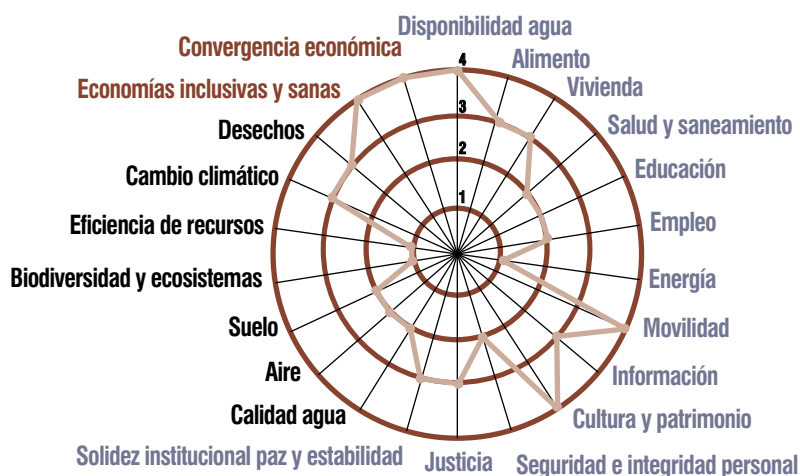 Disponibilidad agua
Convergencia económica
Alimento
Economías inclusivas y sanas
Vivienda
Desechos
Salud y saneamiento
Cambio climático
Educación
Eficiencia de recursos
Empleo
Biodiversidad y ecosistemas
Energía
Suelo
Movilidad
Aire
Información
Calidad agua
Cultura y patrimonio
Solidez institucional paz y estabilidad
Justicia
Seguridad e integridad personal
4
3
2
1